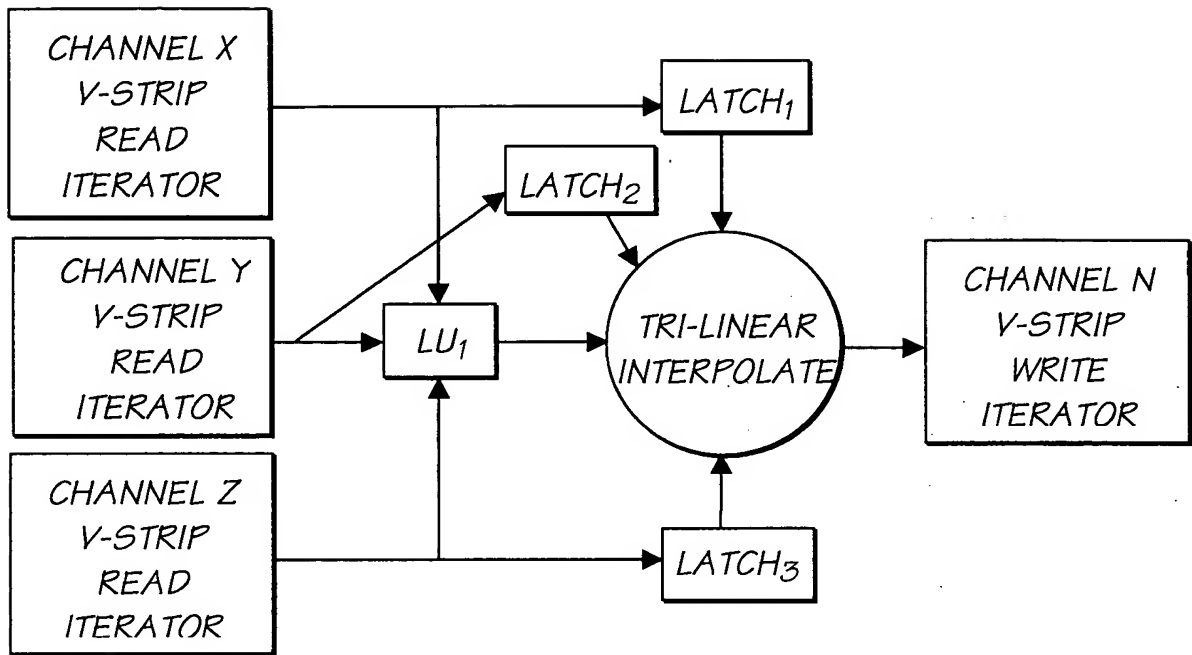 CHANNEL X
V-STRIP
READ
ITERATOR
LATCH1
LATCH2
CHANNEL Y
V-STRIP
READ
ITERATOR
LU1
TRI-LINEAR
INTERPOLATE
CHANNEL N
V-STRIP
WRITE
ITERATOR
CHANNEL Z
V-STRIP
READ
ITERATOR
LATCH3